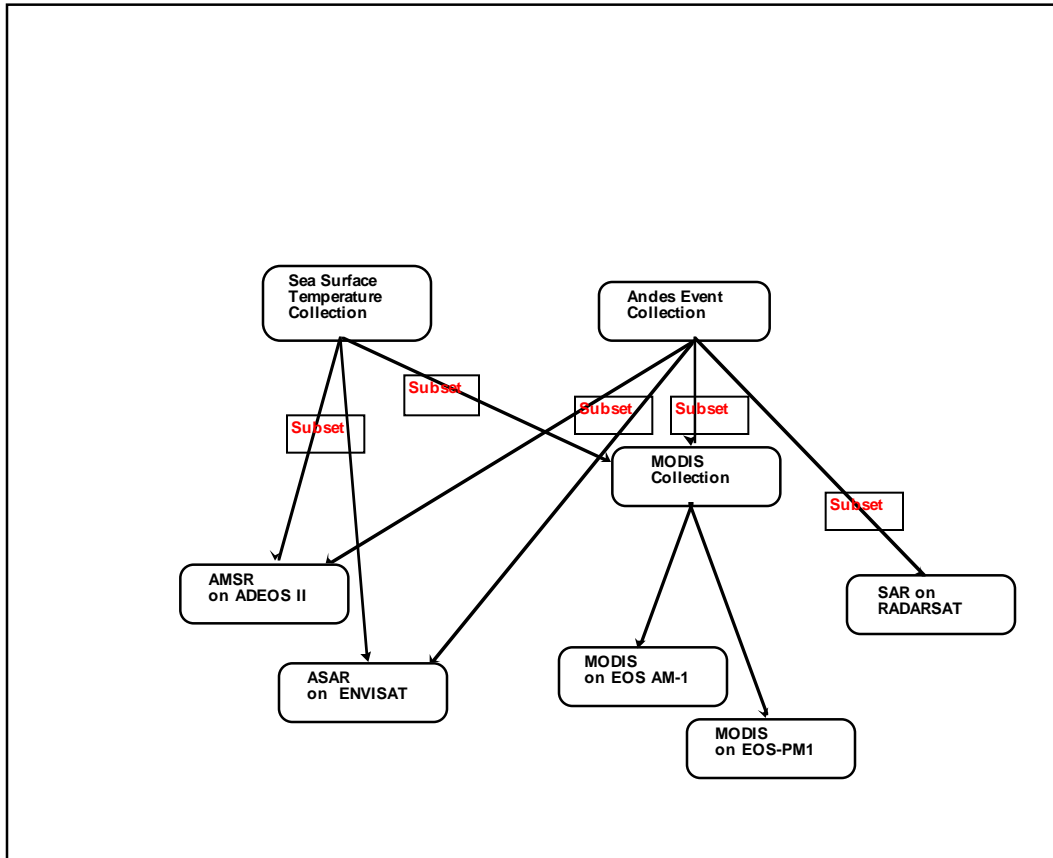 Sea Surface
Temperature
Collection
Andes Event
Collection
Subset
Subset
Subset
Subset
MODIS
Collection
Subset
AMSR
on ADEOS II
SAR on
RADARSAT
ASAR
on ENVISAT
MODIS
on EOS AM-1
MODIS
on EOS-PM1